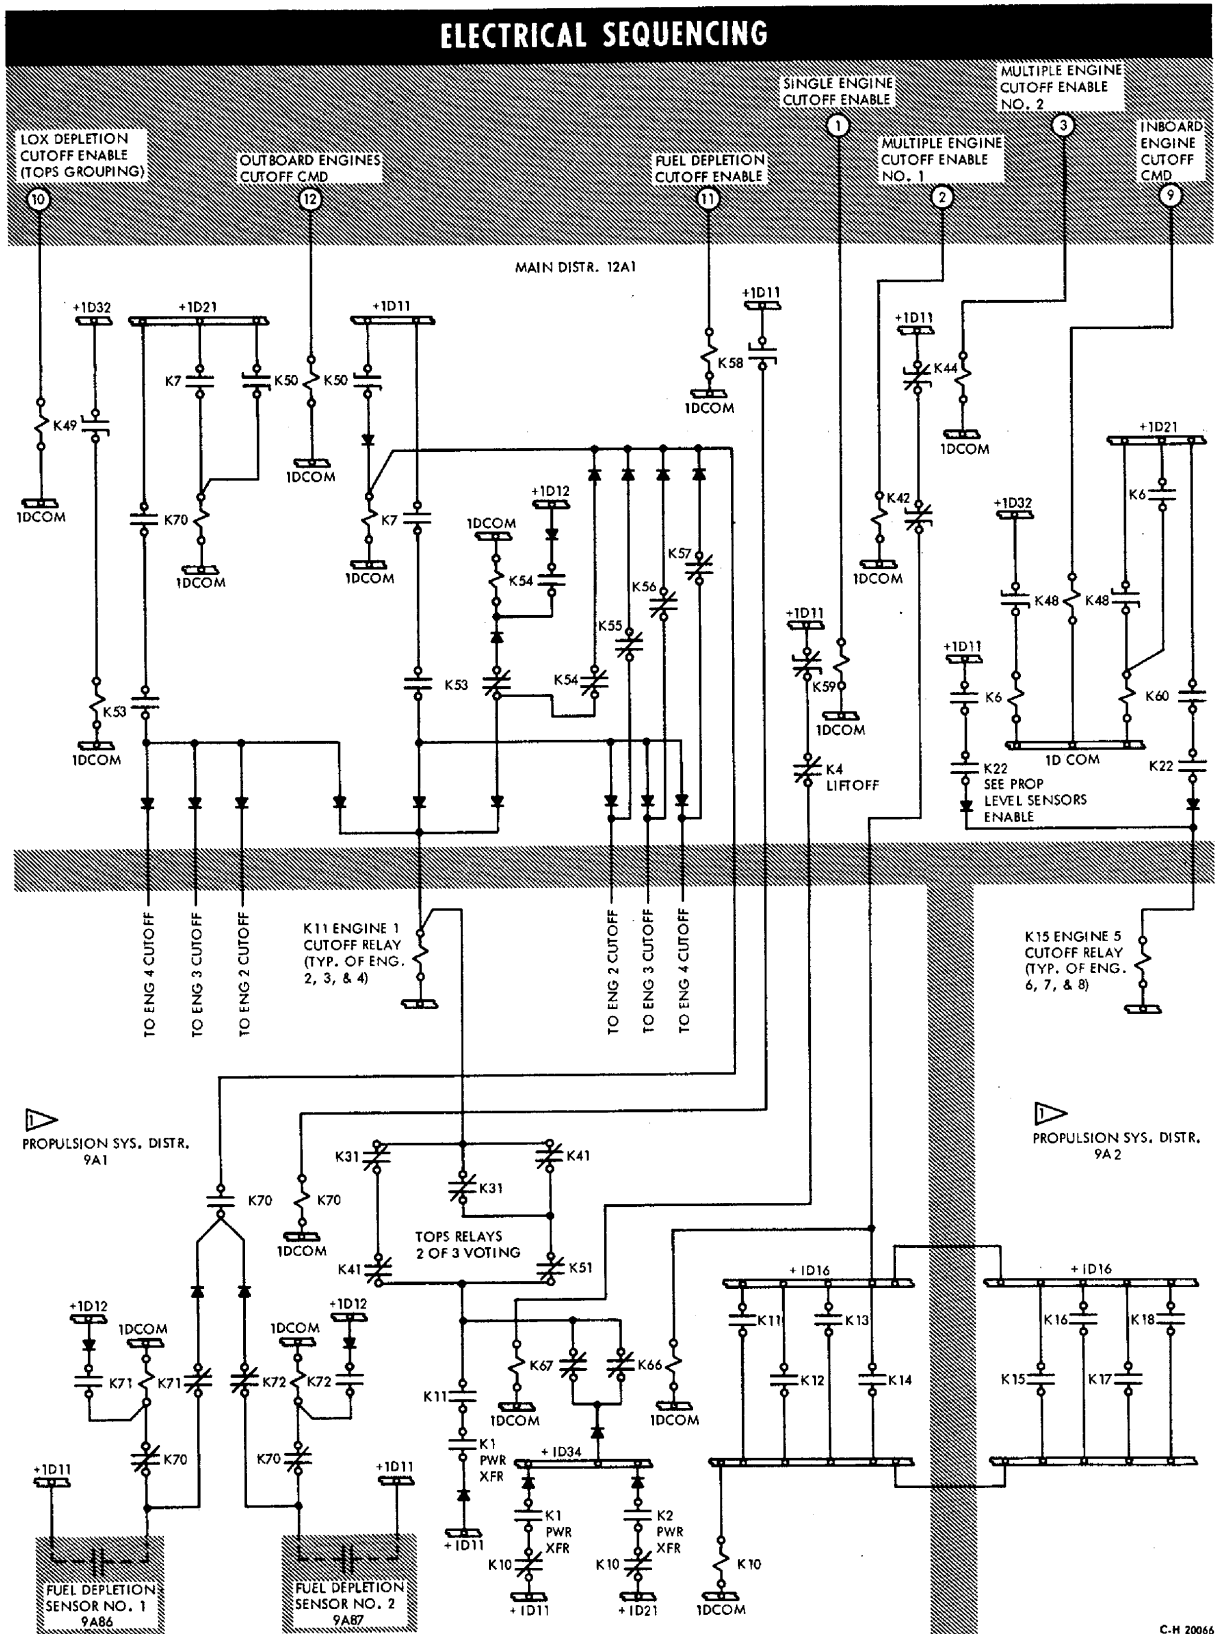 ELECTRICAL SEQUENCING
SINGLE ENGINE
CUTOFF ENABLE
1
MULTIPLE ENGINE
CUTOFF ENABLE
NO. 2
3
LOX DEPLETION
CUTOFF ENABLE
(TOPS GROUPING)
10
OUTBOARD ENGINES
CUTOFF CMD
12
FUEL DEPLETION
CUTOFF ENABLE
11
MULTIPLE ENGINE
CUTOFF ENABLE
NO. 1
2
INBOARD
ENGINE
CUTOFF
CMD
9
MAIN DISTR. 12A1
+1D32
+1D21
+1D11
+1D11
+1D11
K7
K50
K50
K58
K44
K49
1DCOM
1DCOM
1DCOM
1DCOM
+1D21
K70
K7
1DCOM
1DCOM
+1D12
1DCOM
K54
K57
K56
K55
K42
1DCOM
+1D32
K6
K48
K48
K53
1DCOM
K53
K54
+1D11
K59
1DCOM
K4
LIFTOFF
+1D11
K6
K60
1D COM
K22
SEE PROP
LEVEL SENSORS
ENABLE
K22
TO ENG 4 CUTOFF
TO ENG 3 CUTOFF
TO ENG 2 CUTOFF
K11 ENGINE 1
CUTOFF RELAY
(TYP. OF ENG.
2, 3, & 4)
TO ENG 2 CUTOFF
TO ENG 3 CUTOFF
TO ENG 4 CUTOFF
K15 ENGINE 5
CUTOFF RELAY
(TYP. OF ENG.
6, 7, & 8)
1
PROPULSION SYS. DISTR.
9A1
1
PROPULSION SYS. DISTR.
9A2
K31
K31
K41
K70
K70
1DCOM
TOPS RELAYS
2 OF 3 VOTING
K41
K51
+1D16
+1D16
+1D12
1DCOM
1DCOM
+1D12
K11
K13
K16
K18
K71
K71
K72
K72
K67
K66
K12
K14
K15
K17
K11
1DCOM
1DCOM
K70
K70
K1
PWR
XFR
+1D34
+1D11
+1D11
K1
PWR
XFR
K2
PWR
XFR
+1D11
K10
K10
K10
+1D11
+1D21
1DCOM
FUEL DEPLETION
SENSOR NO. 1
9A86
FUEL DEPLETION
SENSOR NO. 2
9A87
C-H 20066